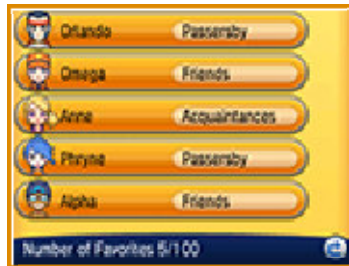 Orlando Passersby
Omega Friends
Anne Acquaintances
Phryne Passersby
Alpha Friends
Number of Favorites 5/100